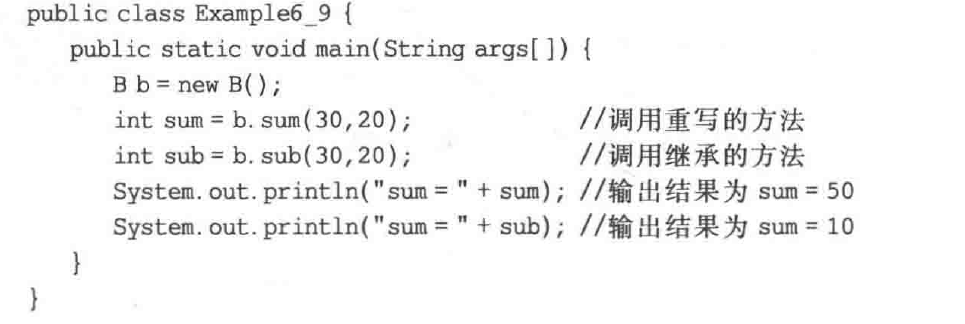 public class Example6_9 {
public static void main(String args[]) {
B b = new B();
int sum = b.sum(30,20); //调用重写的方法
int sub = b.sub(30,20); //调用继承的方法
System.out.println("sum = " + sum); //输出结果为 sum = 50
System.out.println("sum = " + sub); //输出结果为 sum = 10
}
}